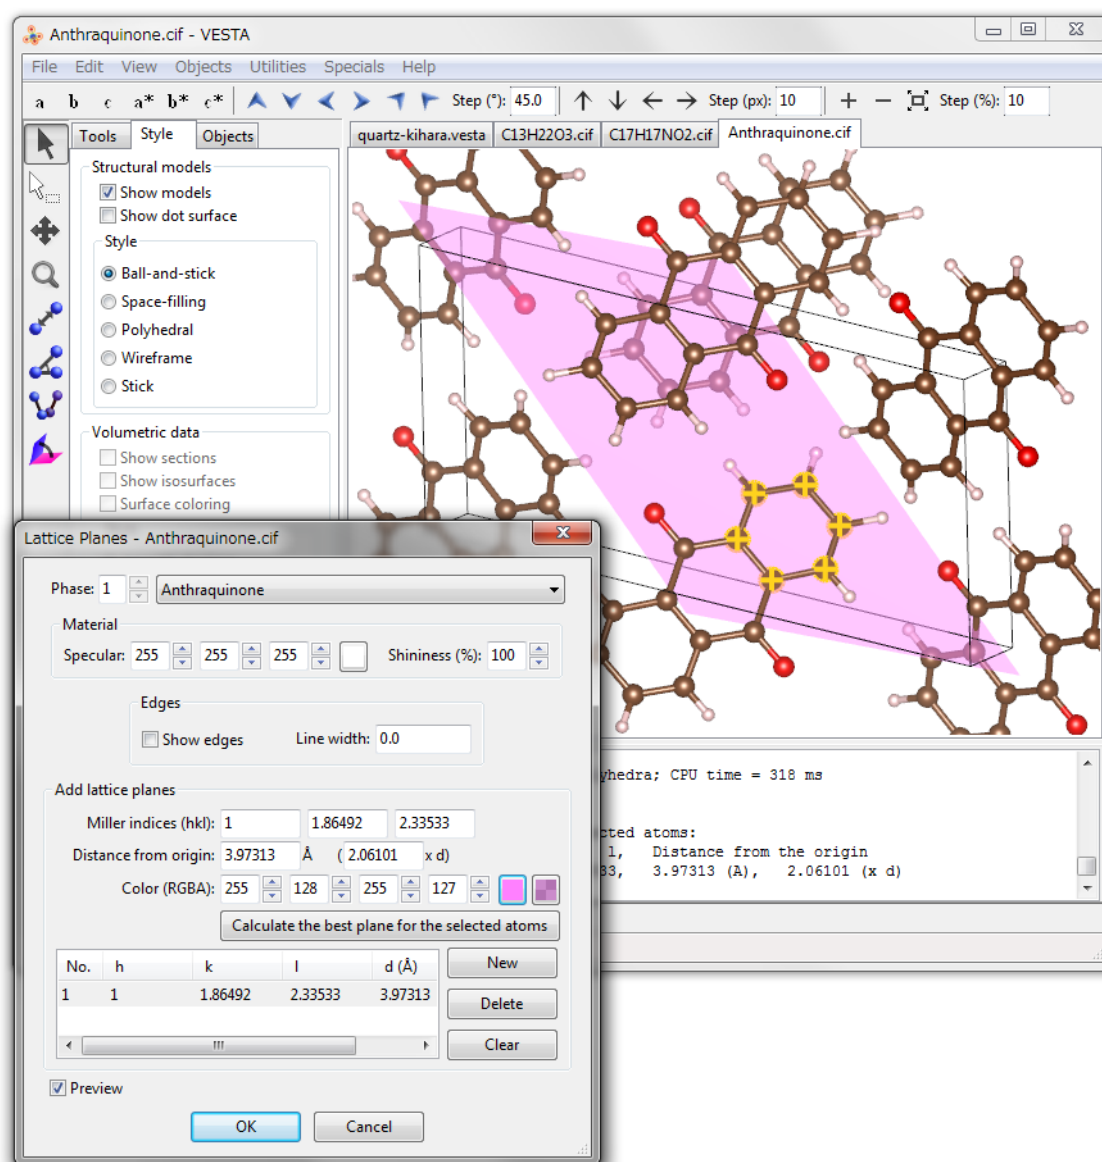 Anthraquinone.cif - VESTA
File Edit View Objects Utilities Specials Help
a b c a* b* c* Step (°): 45.0 Step (px): 10 Step (%): 10
Tools Style Objects
quartz-kihara.vesta C13H22O3.cif C17H17NO2.cif Anthraquinone.cif
Structural models
Show models
Show dot surface
Style
Ball-and-stick
Space-filling
Polyhedral
Wireframe
Stick
Volumetric data
Show sections
Show isosurfaces
Surface coloring
yhedra; CPU time = 318 ms
cted atoms:
l, Distance from the origin
33, 3.97313 (A), 2.06101 (x d)
Lattice Planes - Anthraquinone.cif
Phase: 1 Anthraquinone
Material
Specular: 255 255 255 Shininess (%): 100
Edges
Show edges Line width: 0.0
Add lattice planes
Miller indices (hkl): 1 1.86492 2.33533
Distance from origin: 3.97313 Å ( 2.06101 x d)
Color (RGBA): 255 128 255 127
Calculate the best plane for the selected atoms
No. h k l d (Å)
1 1 1.86492 2.33533 3.97313
New
Delete
Clear
Preview
OK Cancel